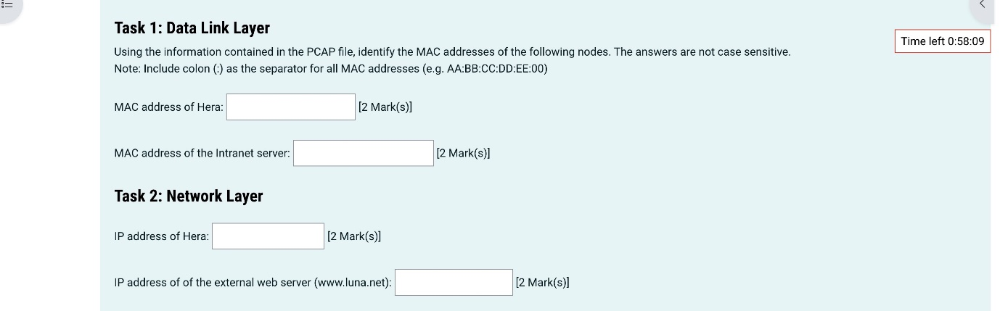 Task 1: Data Link Layer
Time left 0:58:09
Using the information contained in the PCAP file, identify the MAC addresses of the following nodes. The answers are not case sensitive.
Note: Include colon (:) as the separator for all MAC addresses (e.g. AA:BB:CC:DD:EE:00)
MAC address of Hera: [2 Mark(s)]
MAC address of the Intranet server: [2 Mark(s)]
Task 2: Network Layer
IP address of Hera: [2 Mark(s)]
IP address of of the external web server (www.luna.net): [2 Mark(s)]